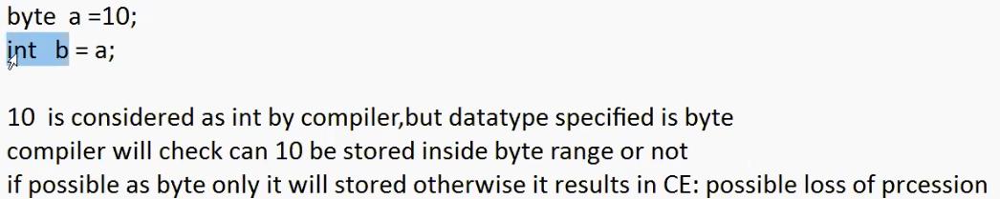 byte a =10;
int b = a;
10 is considered as int by compiler,but datatype specified is byte
compiler will check can 10 be stored inside byte range or not
if possible as byte only it will stored otherwise it results in CE: possible loss of prcession